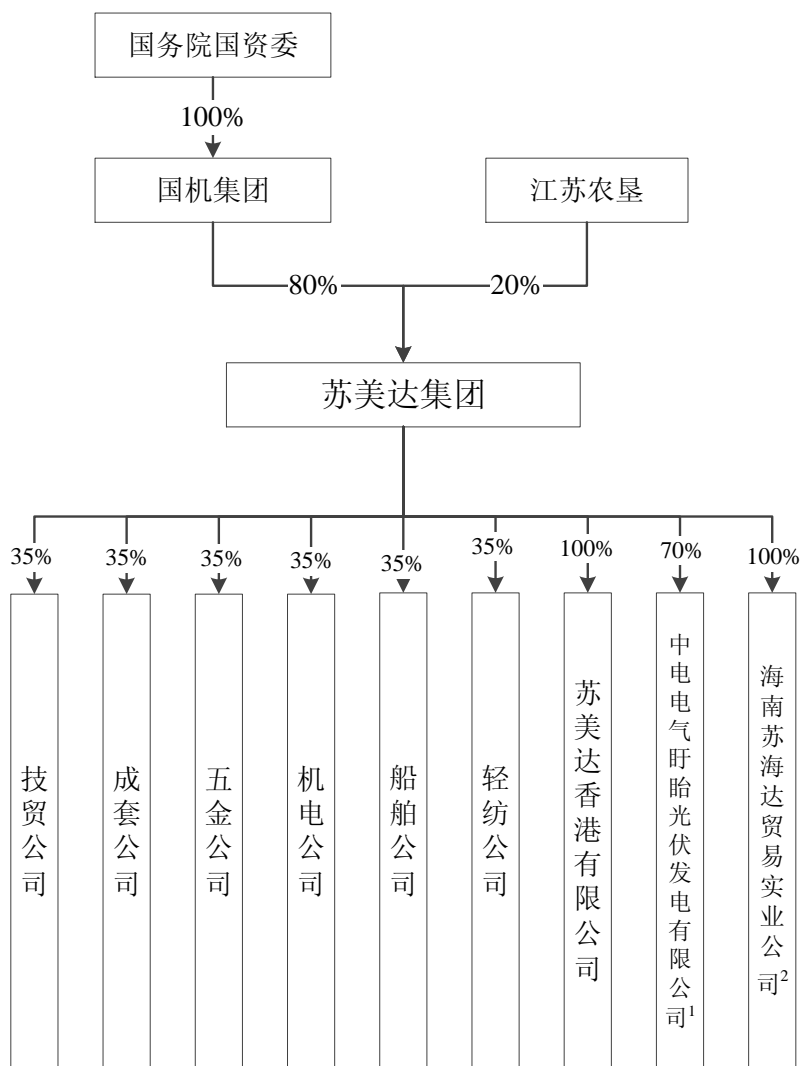 国务院国资委
100%
国机集团
江苏农垦
80%
20%
苏美达集团
35%
35%
35%
35%
35%
35%
100%
70%
100%
技贸公司
成套公司
五金公司
机电公司
船舶公司
轻纺公司
苏美达香港有限公司
中电电气盱眙光伏发电有限公司1
海南苏海达贸易实业公司2